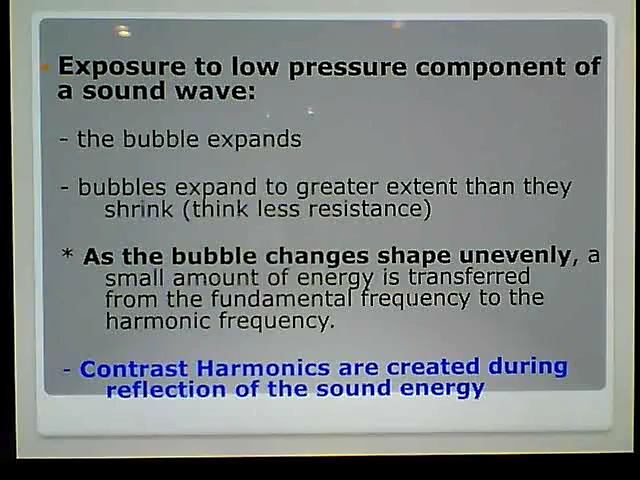 Exposure to low pressure component of
a sound wave:
- the bubble expands
- bubbles expand to greater extent than they
shrink (think less resistance)
* As the bubble changes shape unevenly, a
small amount of energy is transferred
from the fundamental frequency to the
harmonic frequency.
- Contrast Harmonics are created during
reflection of the sound energy